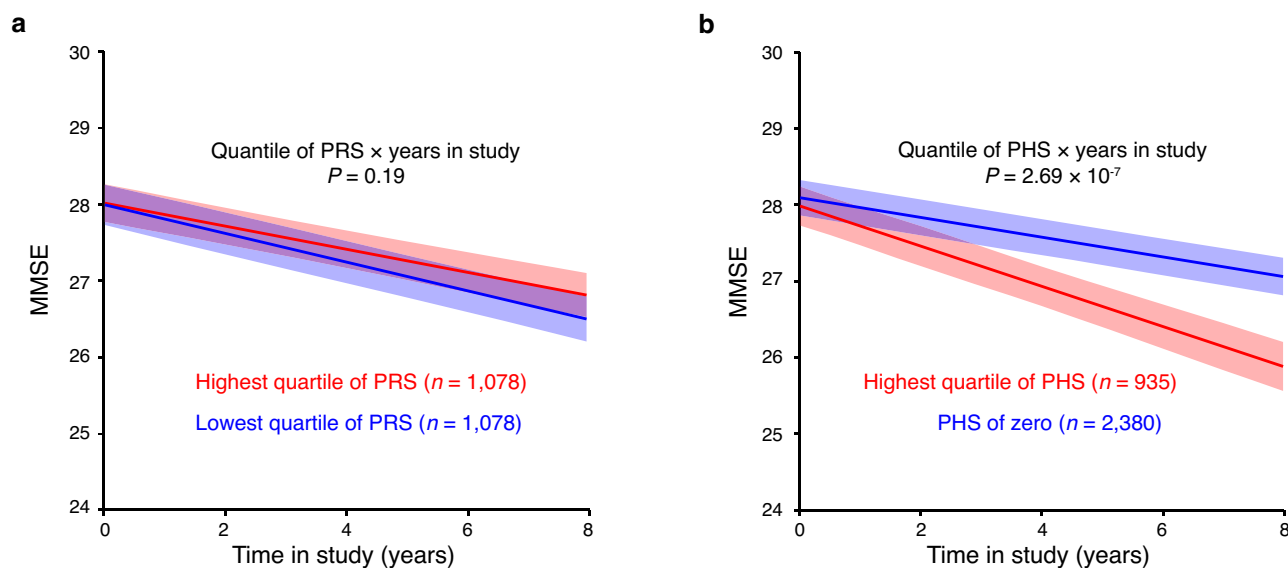 a
30
29
28
27
26
25
24
MMSE
Quantile of PRS × years in study
P = 0.19
Highest quartile of PRS (n = 1,078)
Lowest quartile of PRS (n = 1,078)
0 2 4 6 8
Time in study (years)
b
30
29
28
27
26
25
24
MMSE
Quantile of PHS × years in study
P = 2.69 × 10⁻⁷
Highest quartile of PHS (n = 935)
PHS of zero (n = 2,380)
0 2 4 6 8
Time in study (years)